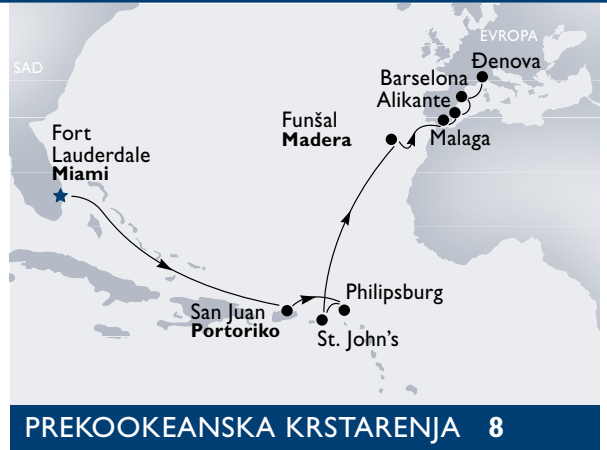 EVROPA
SAD
Đenova
Barselona
Alikante
Funšal
Madera
Malaga
Fort
Lauderdale
Miami
Philipsburg
San Juan
Portoriko
St. John's
PREKOOKEANSKA KRSTARENJA 8